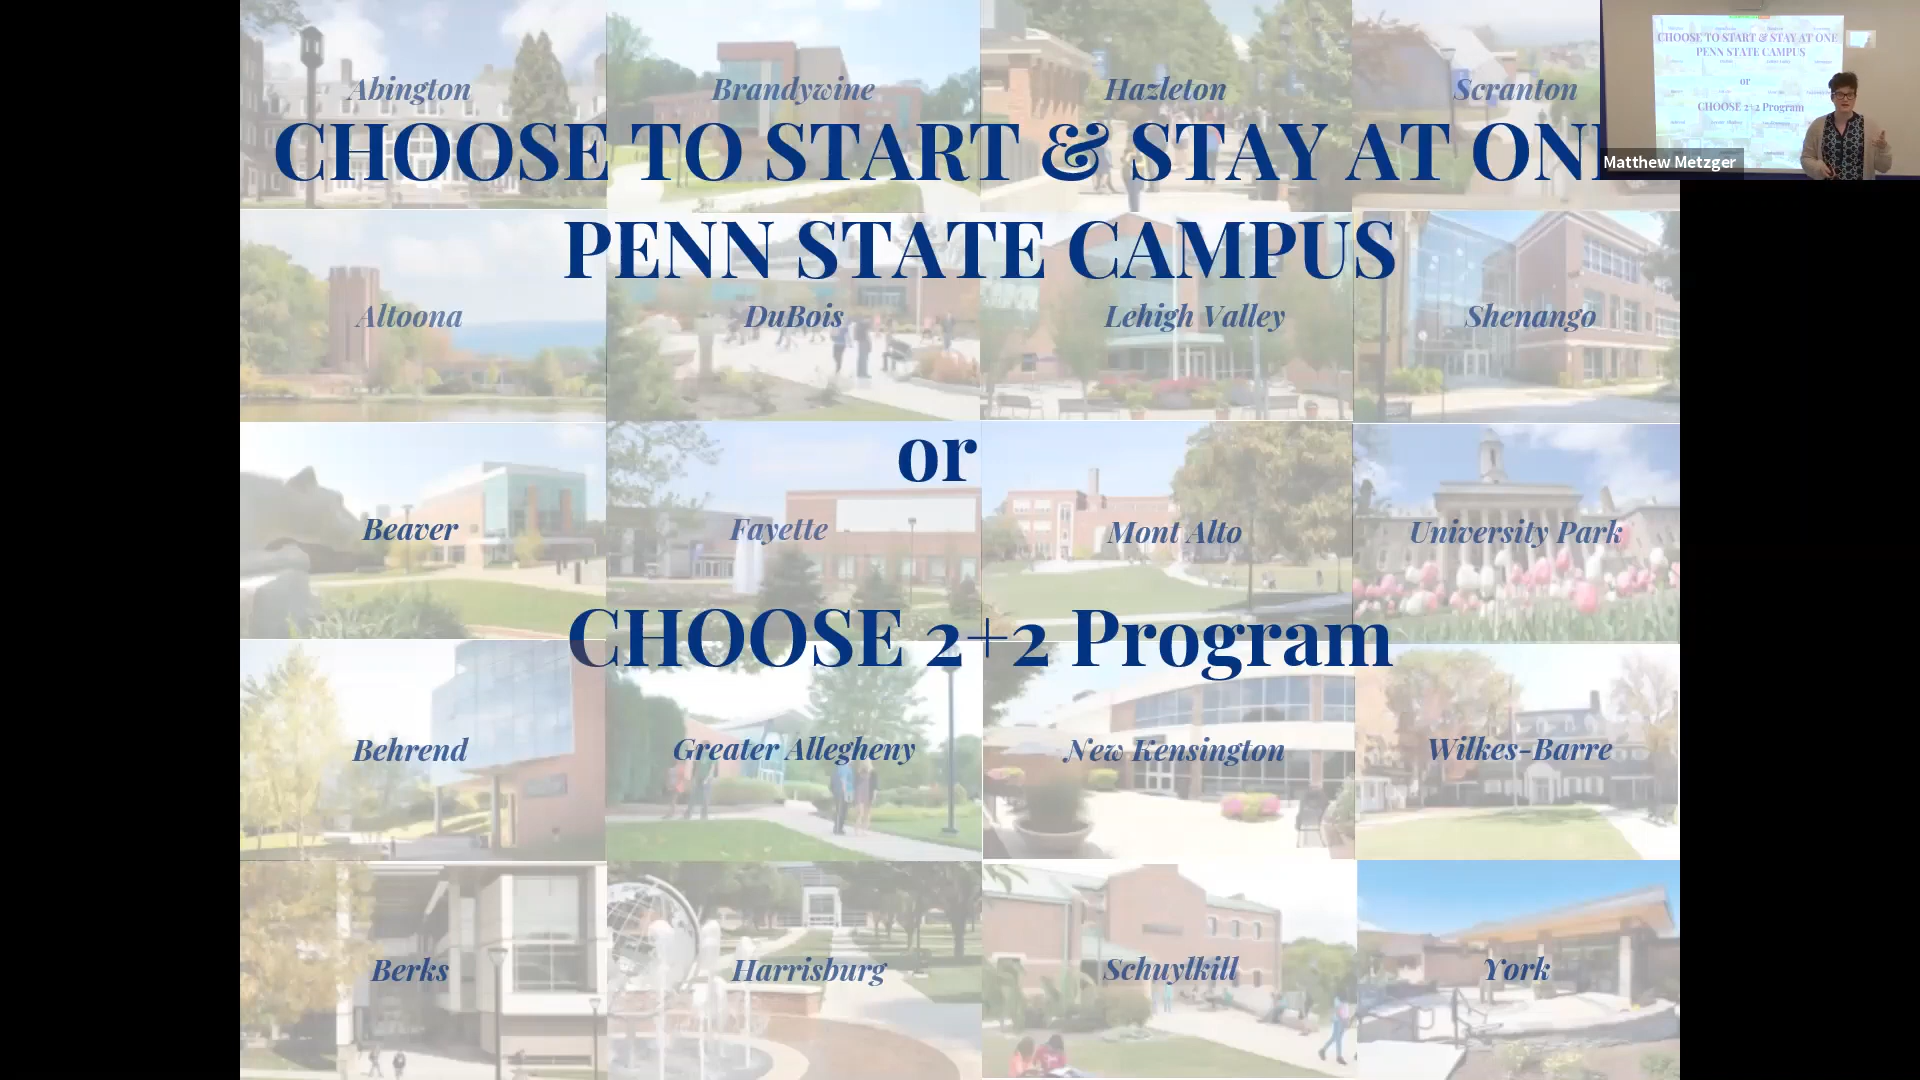 Abington
Brandywine
Hazleton
Scranton
CHOOSE TO START & STAY AT ONE
PENN STATE CAMPUS
Altoona
DuBois
Lehigh Valley
Shenango
or
Beaver
Fayette
Mont Alto
University Park
CHOOSE 2+2 Program
Behrend
Greater Allegheny
New Kensington
Wilkes-Barre
Berks
Harrisburg
Schuylkill
York
CHOOSE TO START & STAY AT ONE
PENN STATE CAMPUS
or
CHOOSE 2+2 Program
Matthew Metzger